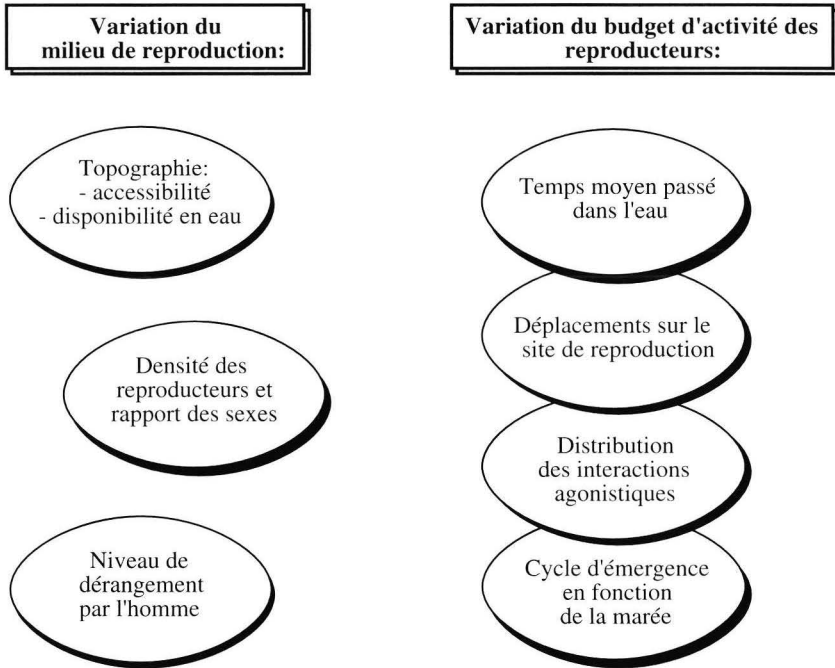 Variation du
milieu de reproduction:
Topographie:
- accessibilité
- disponibilité en eau
Densité des
reproducteurs et
rapport des sexes
Niveau de
dérangement
par l'homme
Variation du budget d'activité des
reproducteurs:
Temps moyen passé
dans l'eau
Déplacements sur le
site de reproduction
Distribution
des interactions
agonistiques
Cycle d'émergence
en fonction
de la marée